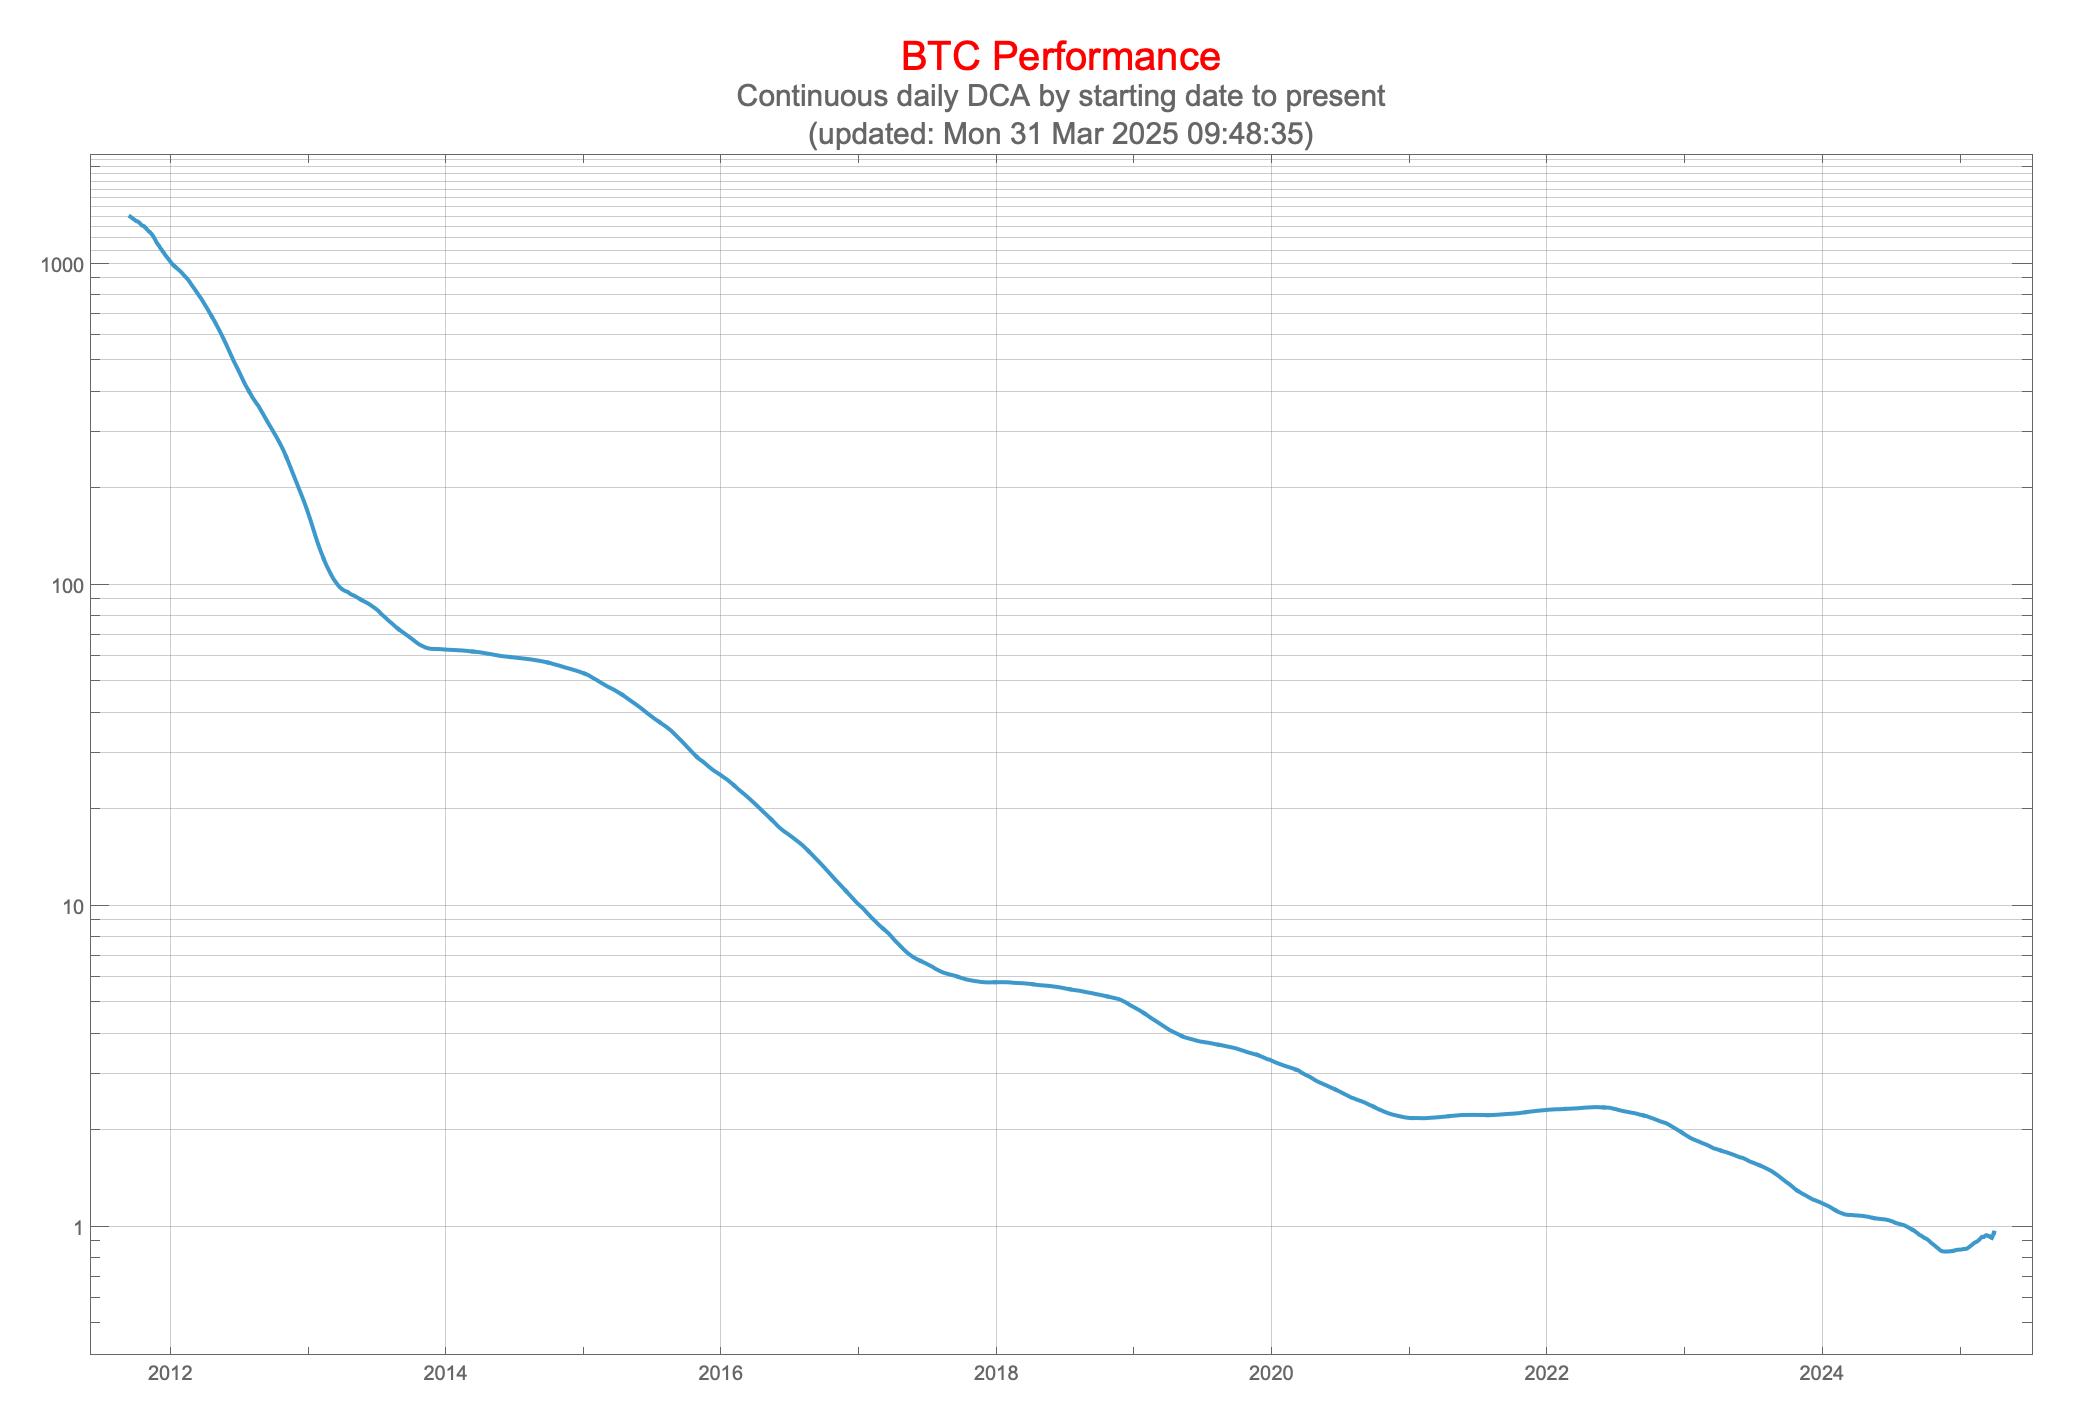 BTC Performance
Continuous daily DCA by starting date to present
(updated: Mon 31 Mar 2025 09:48:35)
1000
100
10
1
2012 2014 2016 2018 2020 2022 2024